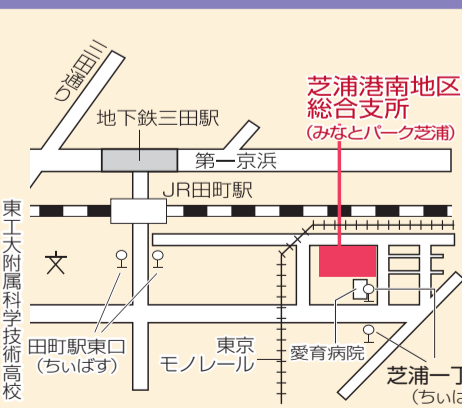 三田通り
芝浦港南地区
総合支所
(みなとパーク芝浦)
地下鉄三田駅
第一京浜
JR田町駅
東工大附属科学技術高校
田町駅東口
(ちぃばす)
東京
モノレール
愛育病院
芝浦一丁
(ちぃば